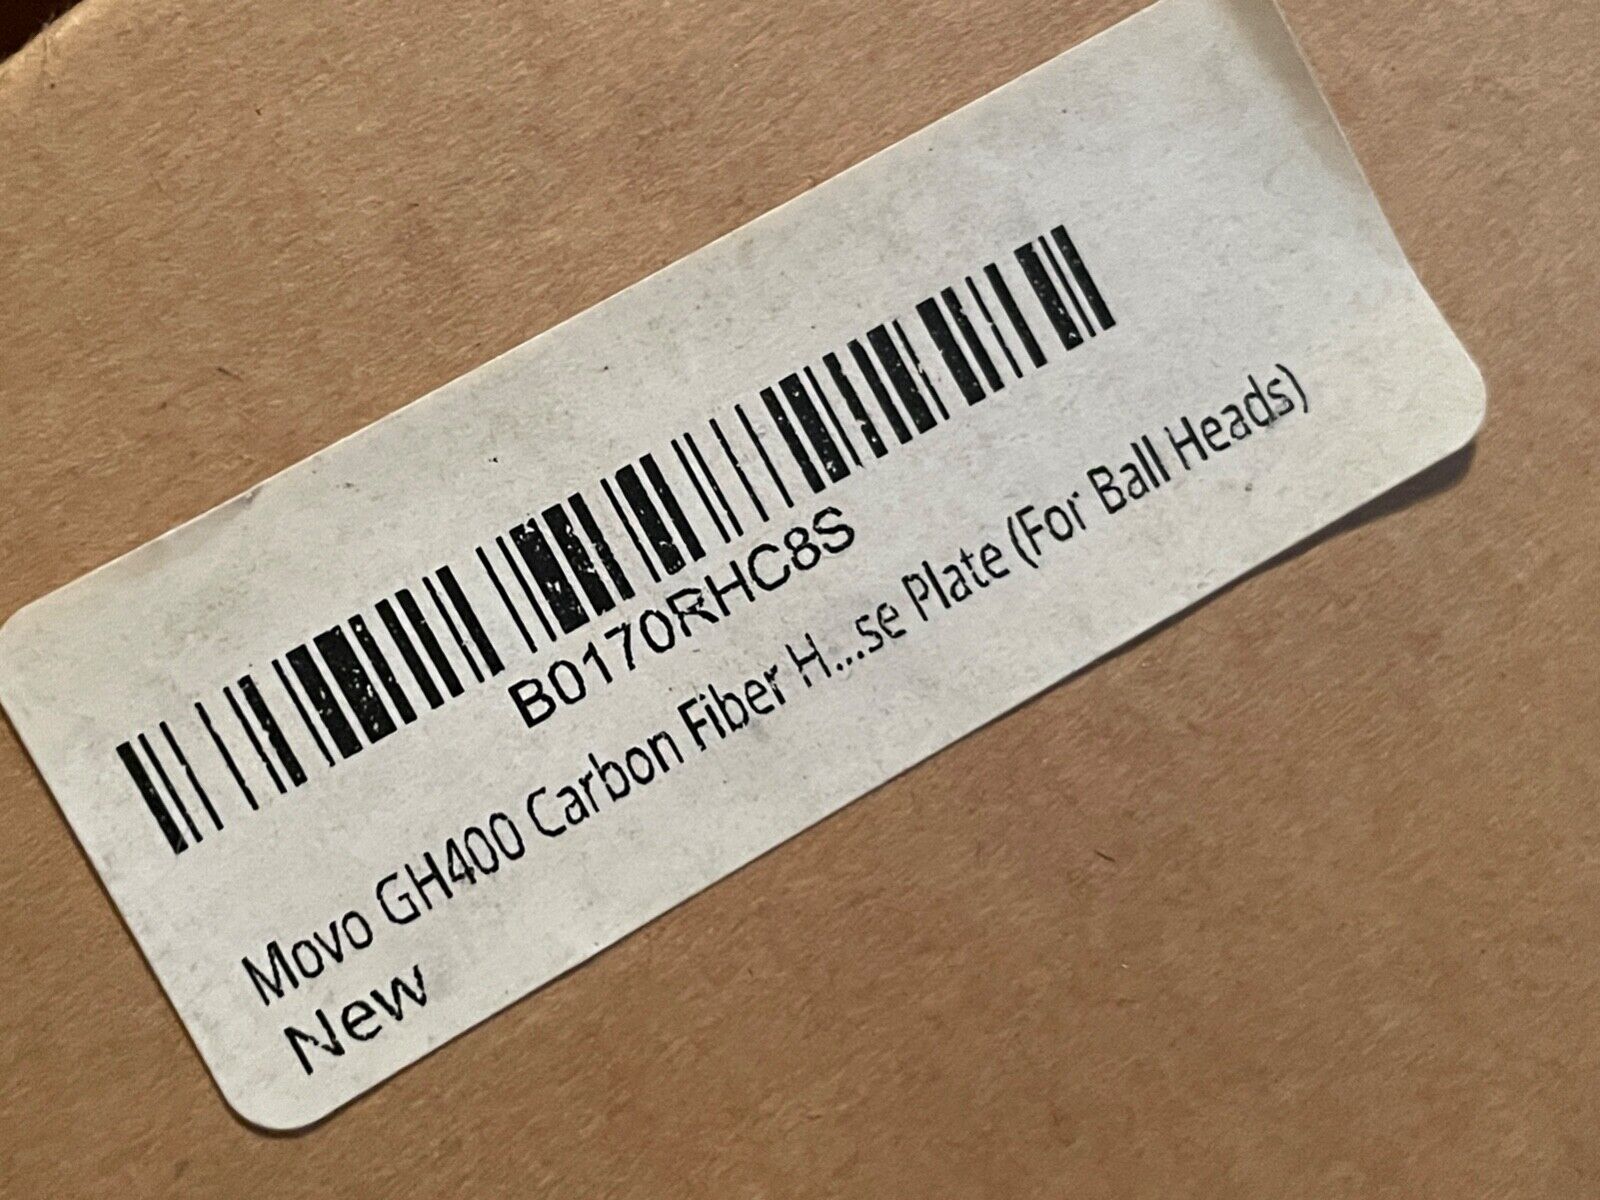 B0170RHC8S
Movo GH400 Carbon Fiber H...se Plate (For Ball Heads)
New